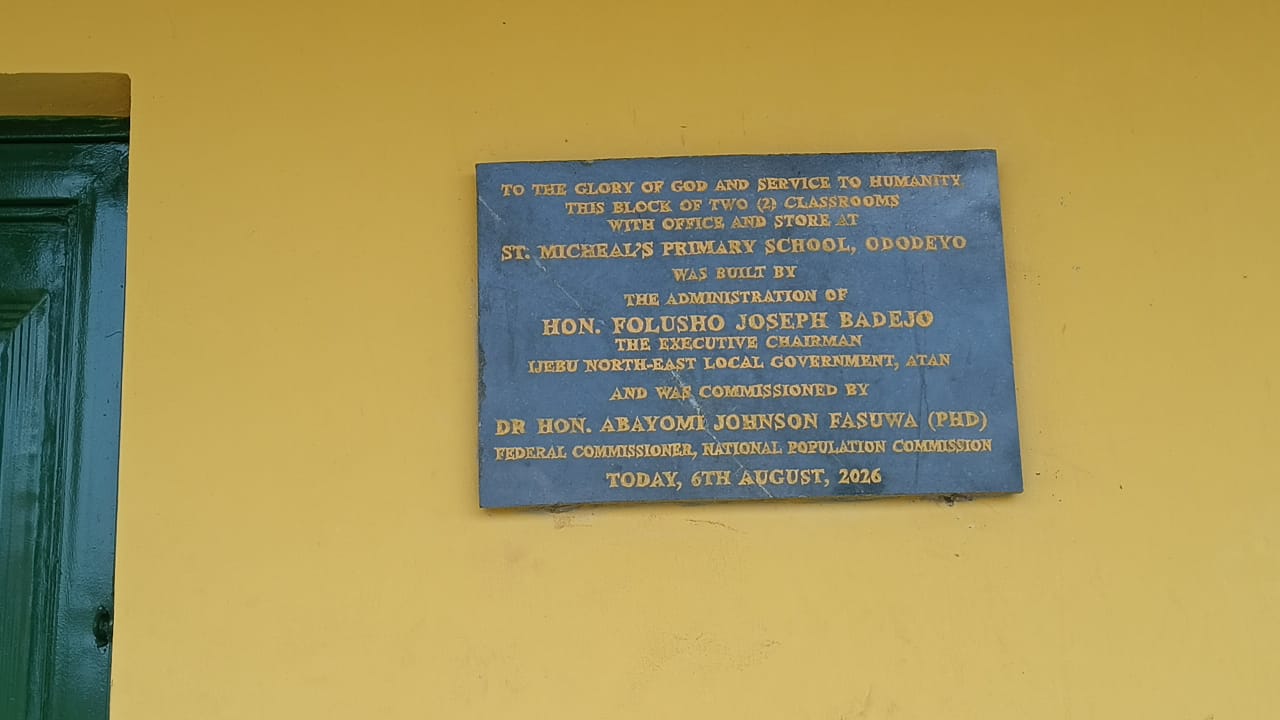 TO THE GLORY OF GOD AND SERVICE TO HUMANITY
THIS BLOCK OF TWO (2) CLASSROOMS
WITH OFFICE AND STORE AT
ST. MICHEAL'S PRIMARY SCHOOL, ODODEYO
WAS BUILT BY
THE ADMINISTRATION OF
HON. FOLUSHO JOSEPH BADEJO
THE EXECUTIVE CHAIRMAN
IJEBU NORTH-EAST LOCAL GOVERNMENT, ATAN
AND WAS COMMISSIONED BY
DR HON. ABAYOMI JOHNSON FASUWA (PHD)
FEDERAL COMMISSIONER, NATIONAL POPULATION COMMISSION
TODAY, 6TH AUGUST, 2026